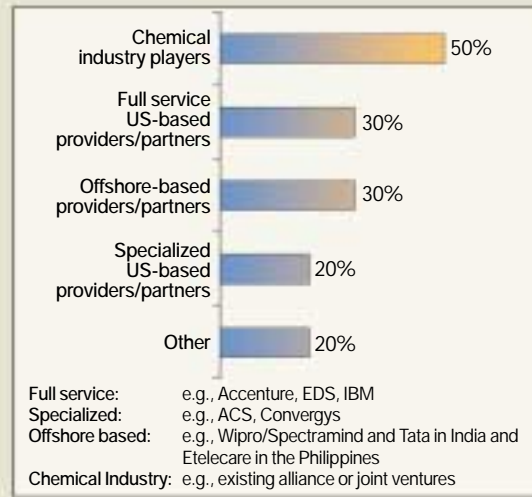 Chemical
industry players
50%
Full service
US-based
providers/partners
30%
Offshore-based
providers/partners
30%
Specialized
US-based
providers/partners
20%
Other
20%
Full service: e.g., Accenture, EDS, IBM
Specialized: e.g., ACS, Convergys
Offshore based: e.g., Wipro/Spectramind and Tata in India and
Etelecare in the Philippines
Chemical Industry: e.g., existing alliance or joint ventures